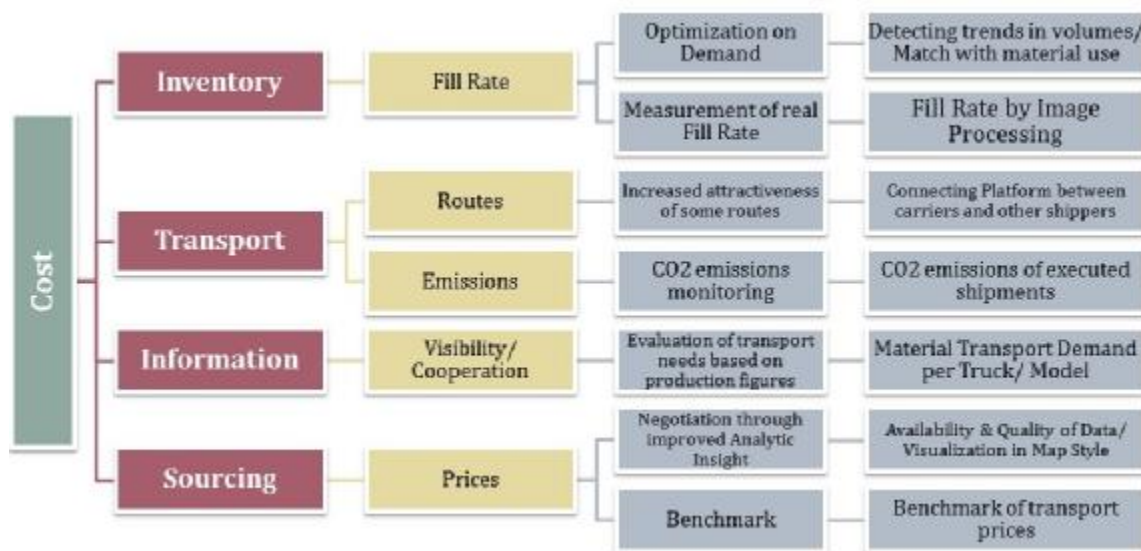 Cost
Inventory
Fill Rate
Optimization on
Demand
Detecting trends in volumes/
Match with material use
Measurement of real
Fill Rate
Fill Rate by Image
Processing
Transport
Routes
Increased attractiveness
of some routes
Connecting Platform between
carriers and other shippers
Emissions
CO2 emissions
monitoring
CO2 emissions of executed
shipments
Information
Visibility/
Cooperation
Evaluation of transport
needs based on
production figures
Material Transport Demand
per Truck/ Model
Sourcing
Prices
Negotiation through
improved Analytic
Insight
Availability & Quality of Data/
Visualization in Map Style
Benchmark
Benchmark of transport
prices